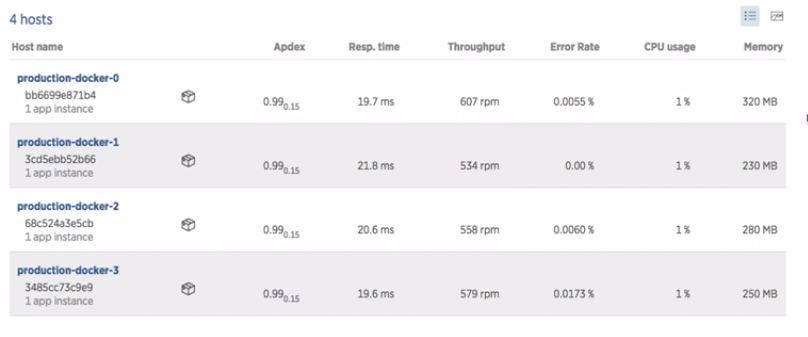 4 hosts
Host name Apdex Resp. time Throughput Error Rate CPU usage Memory
production-docker-0
bb6699e871b4
1 app instance
0.99 0.15 19.7 ms 607 rpm 0.0055 % 1 % 320 MB
production-docker-1
3cd5ebb52b66
1 app instance
0.99 0.15 21.8 ms 534 rpm 0.00 % 1 % 230 MB
production-docker-2
68c524a3e5cb
1 app instance
0.99 0.15 20.6 ms 558 rpm 0.0060 % 1 % 280 MB
production-docker-3
3485cc73c9e9
1 app instance
0.99 0.15 19.6 ms 579 rpm 0.0173 % 1 % 250 MB